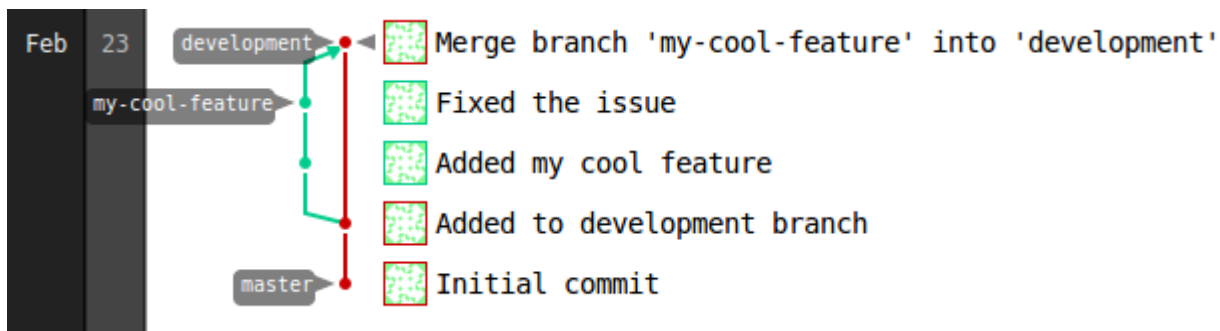 Feb 23 development Merge branch 'my-cool-feature' into 'development'
my-cool-feature Fixed the issue
Added my cool feature
Added to development branch
master Initial commit